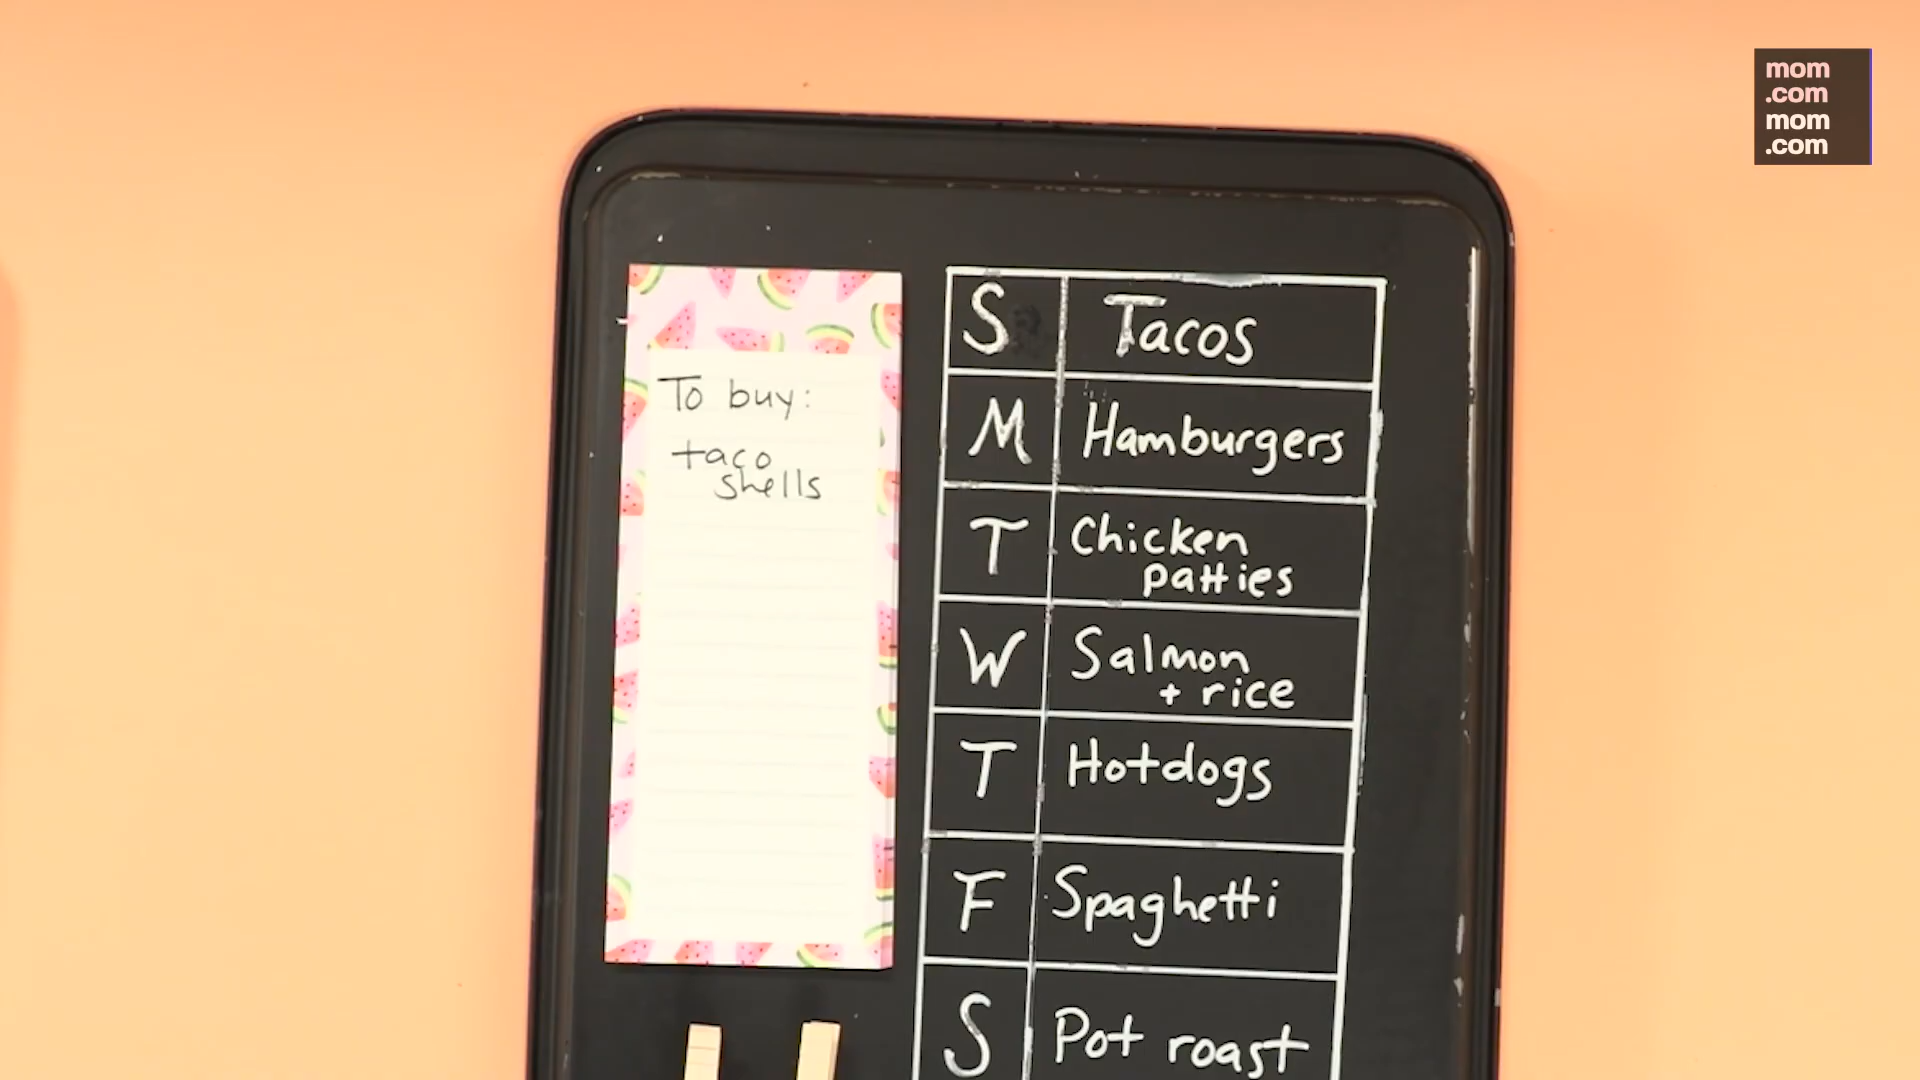 mom
.com
mom
.com
To buy:
taco
shells
S Tacos
M Hamburgers
T Chicken
patties
W Salmon
+ rice
T Hotdogs
F Spaghetti
S Pot roast